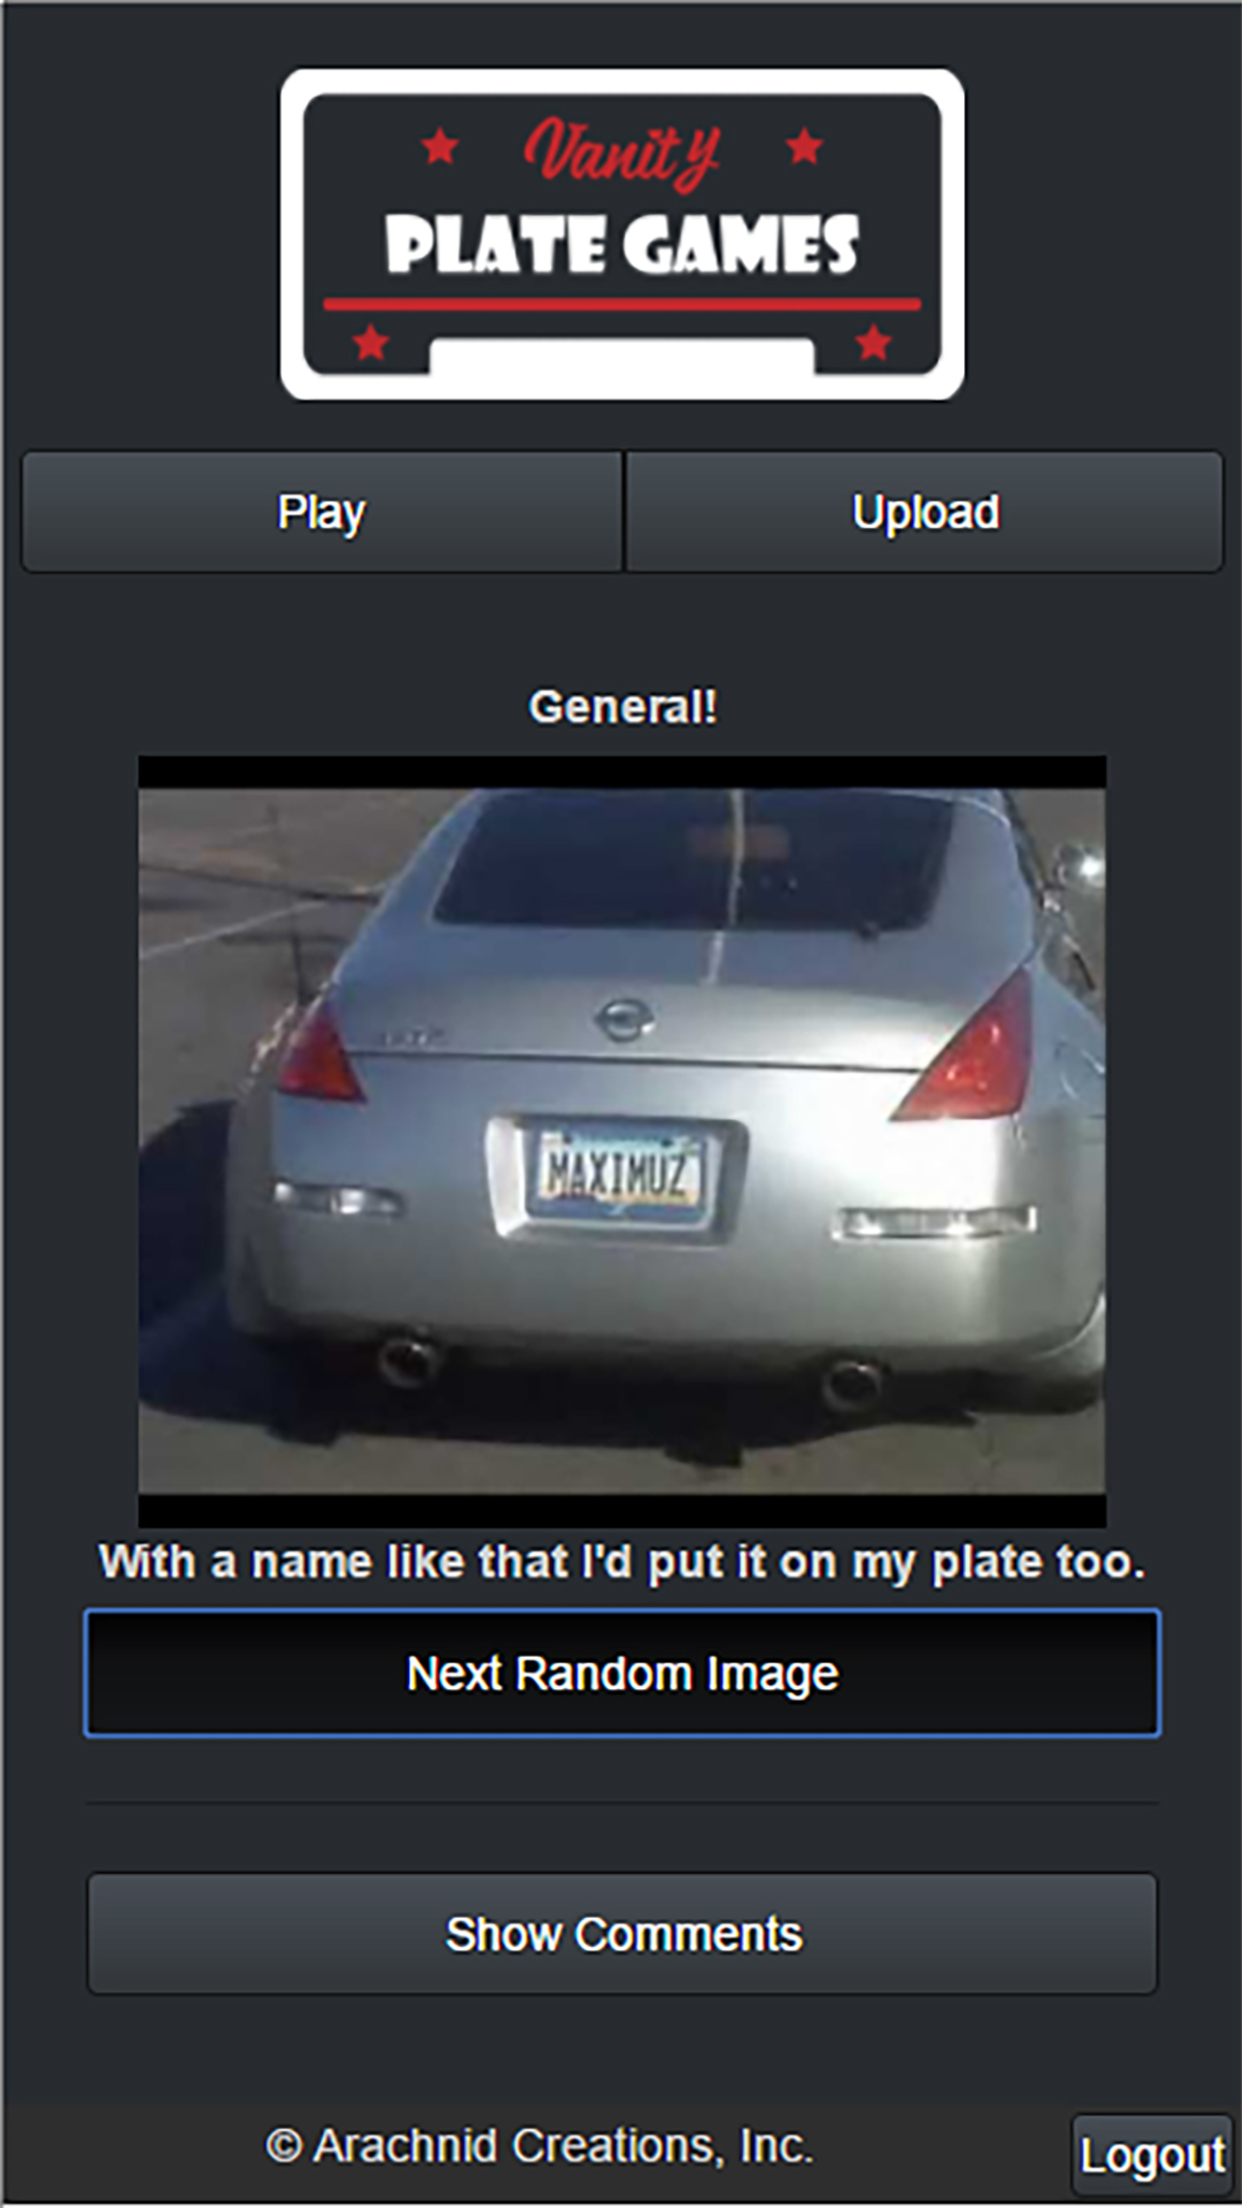 Vanity
PLATE GAMES
Play
Upload
General!
MAXIMUZ
With a name like that I'd put it on my plate too.
Next Random Image
Show Comments
© Arachnid Creations, Inc.
Logout